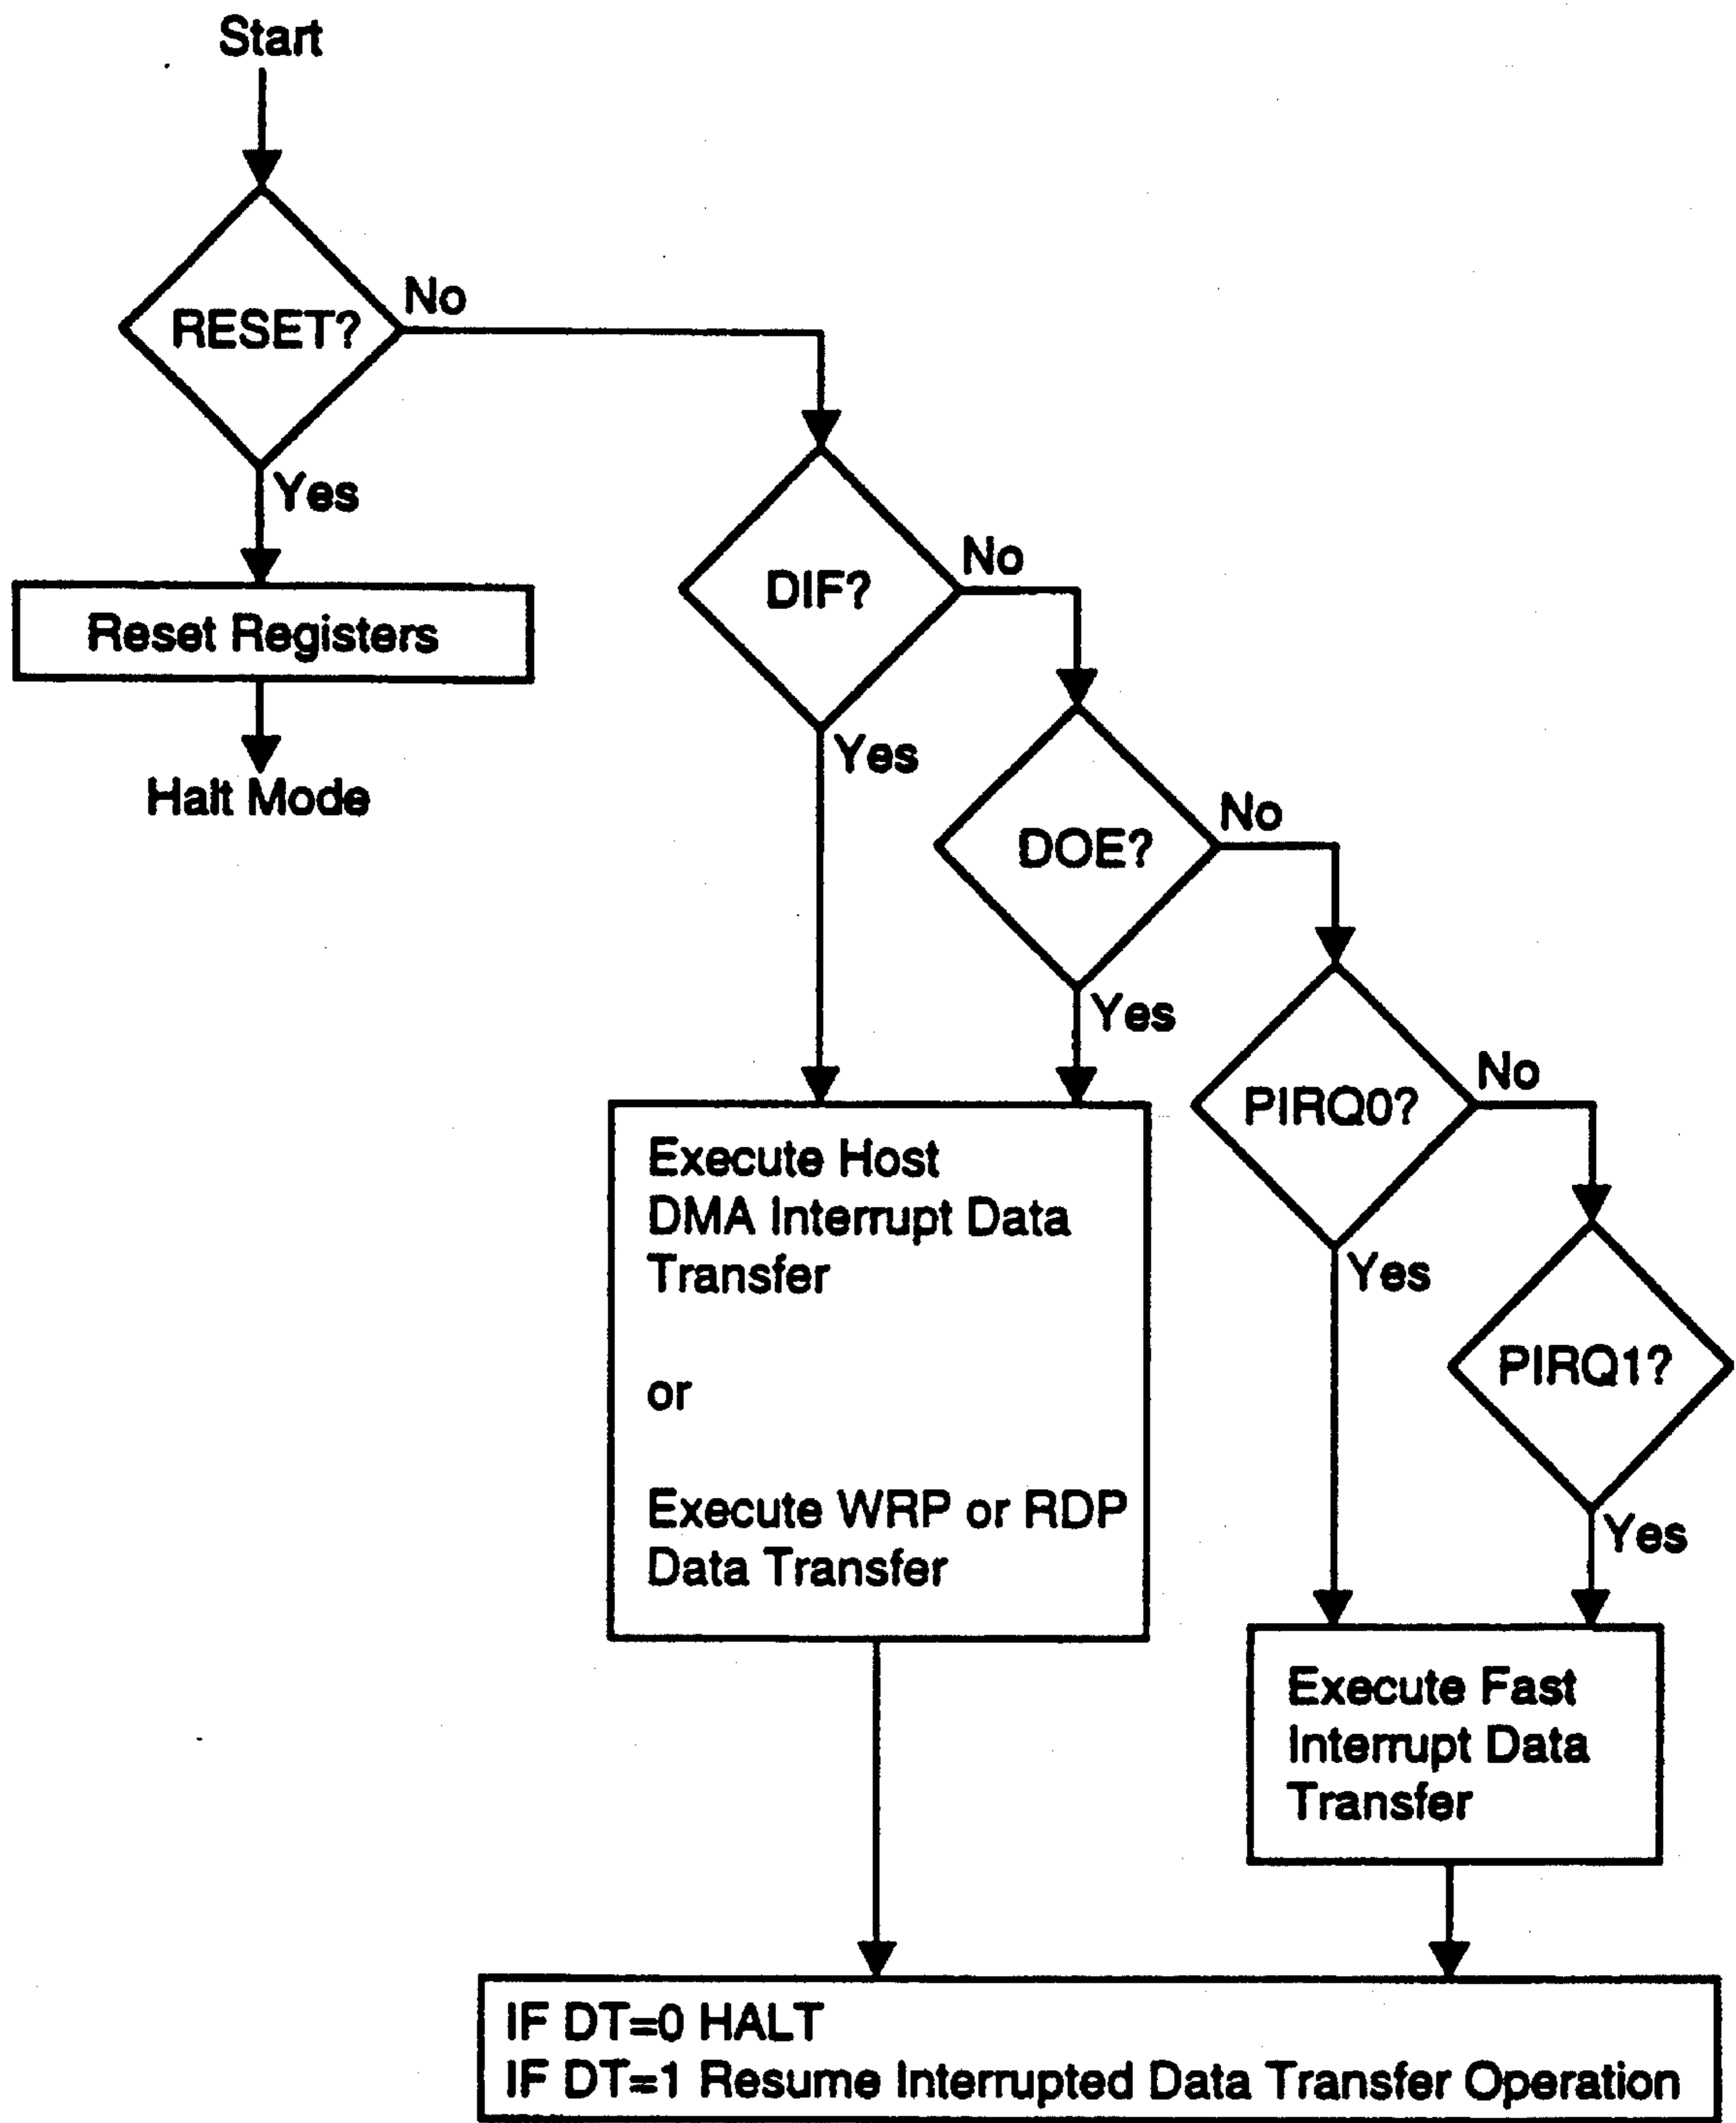 Start
RESET?
No
Yes
Reset Registers
Halt Mode
DIF?
No
Yes
DOE?
No
Yes
PIRQ0?
No
Yes
PIRQ1?
Yes
Execute Host
DMA Interrupt Data
Transfer
or
Execute WRP or RDP
Data Transfer
Execute Fast
Interrupt Data
Transfer
IF DT=0 HALT
IF DT=1 Resume Interrupted Data Transfer Operation